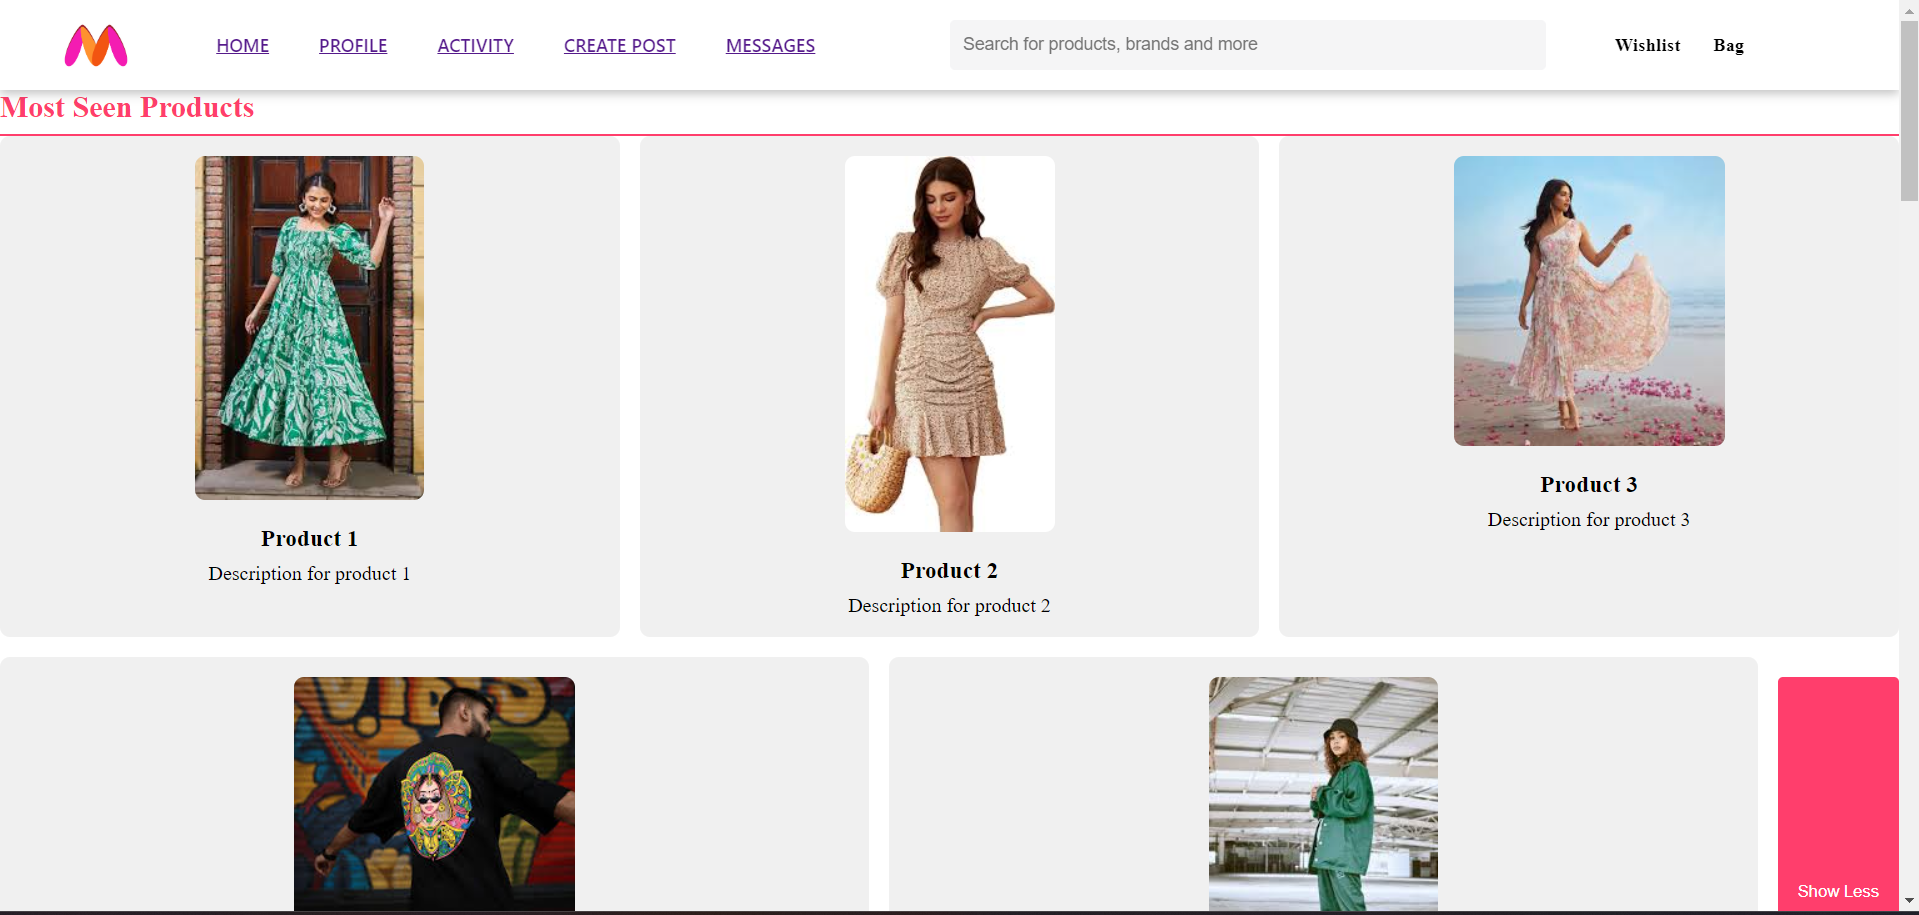 HOME PROFILE ACTIVITY CREATE POST MESSAGES Search for products, brands and more Wishlist Bag
Most Seen Products
Product 1
Description for product 1
Product 2
Description for product 2
Product 3
Description for product 3
VIBES
Show Less